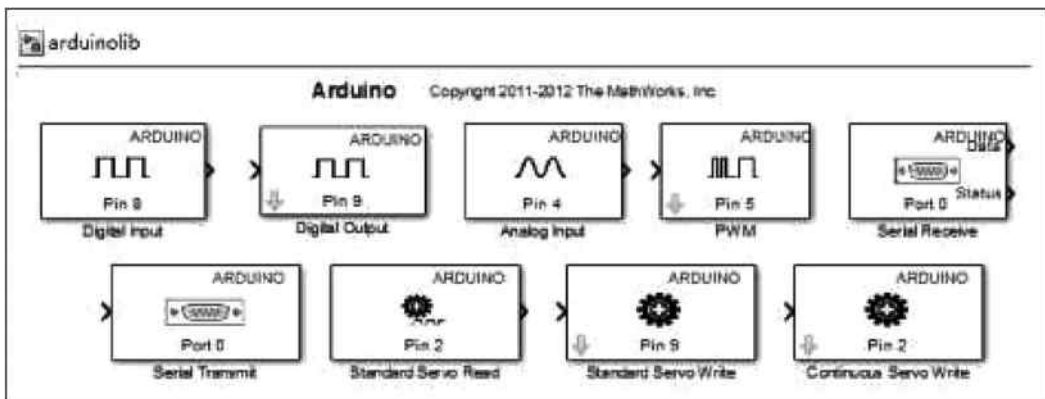 arduinolib
Arduino Copyright 2011-2012 The MathWorks, Inc
ARDUINO
Pin 8
Digital Input
ARDUINO
Pin 9
Digital Output
ARDUINO
Pin 4
Analog Input
ARDUINO
Pin 5
PWM
ARDUINO
Data
Status
Port 0
Serial Receive
ARDUINO
Port 0
Serial Transmit
ARDUINO
Pin 2
Standard Servo Read
ARDUINO
Pin 9
Standard Servo Write
ARDUINO
Pin 2
Continuous Servo Write